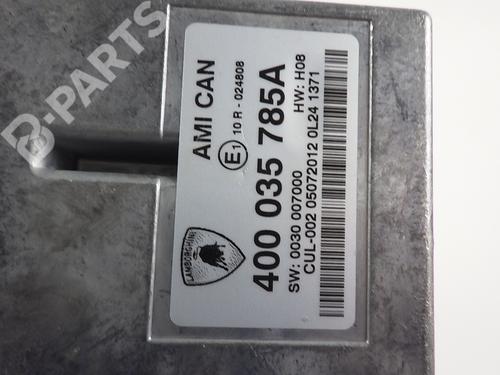 B-PARTS
AMI CAN
E1 10 R - 024808
400 035 785A
HW: H08
SW: 0030 007000
CUL-002 05072012 0L24 1371
LAMBORGHINI